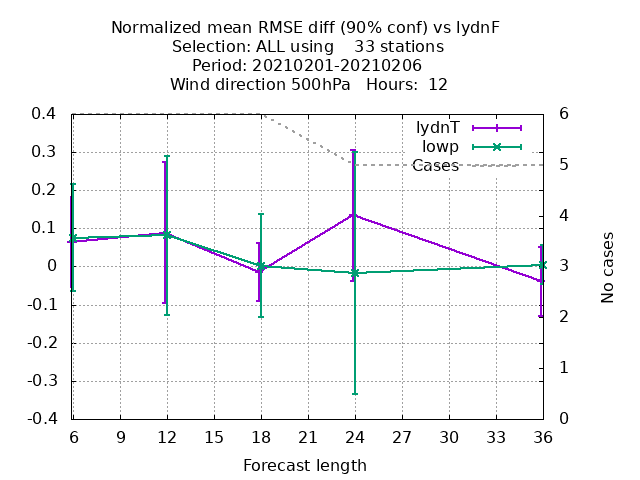 Normalized mean RMSE diff (90% conf) vs lydnF
Selection: ALL using    33 stations
Period: 20210201-20210206
Wind direction 500hPa   Hours:  12
0.4
0.3
0.2
0.1
0
-0.1
-0.2
-0.3
-0.4
lydnT
lowp
Cases
6
5
4
3
2
1
0
No cases
6 9 12 15 18 21 24 27 30 33 36
Forecast length